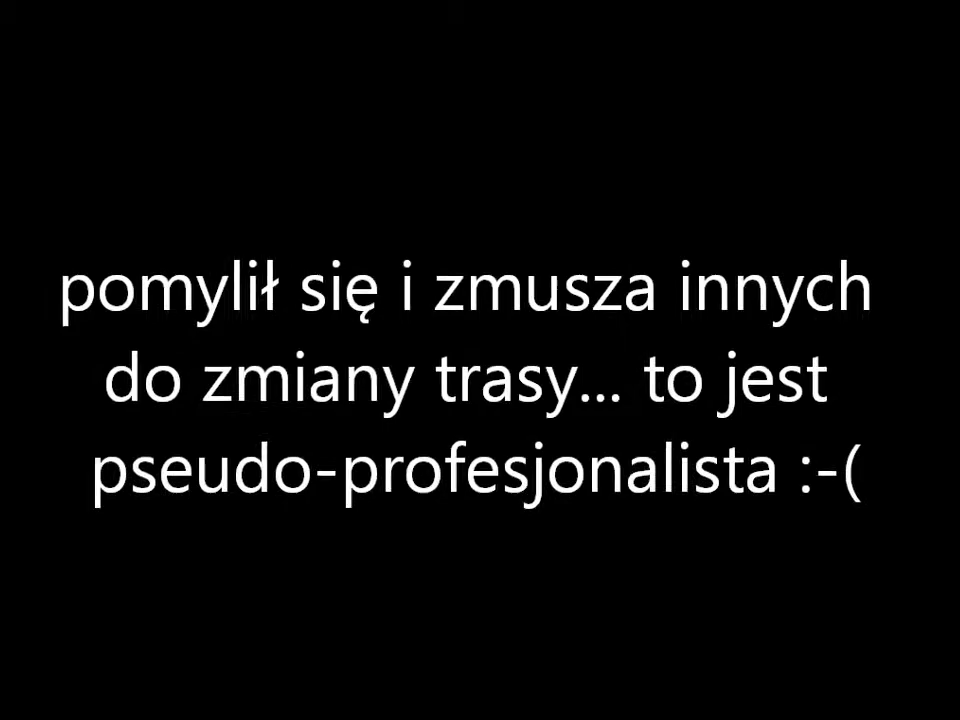 pomylił się i zmusza innych
do zmiany trasy... to jest
pseudo-profesjonalista :-(